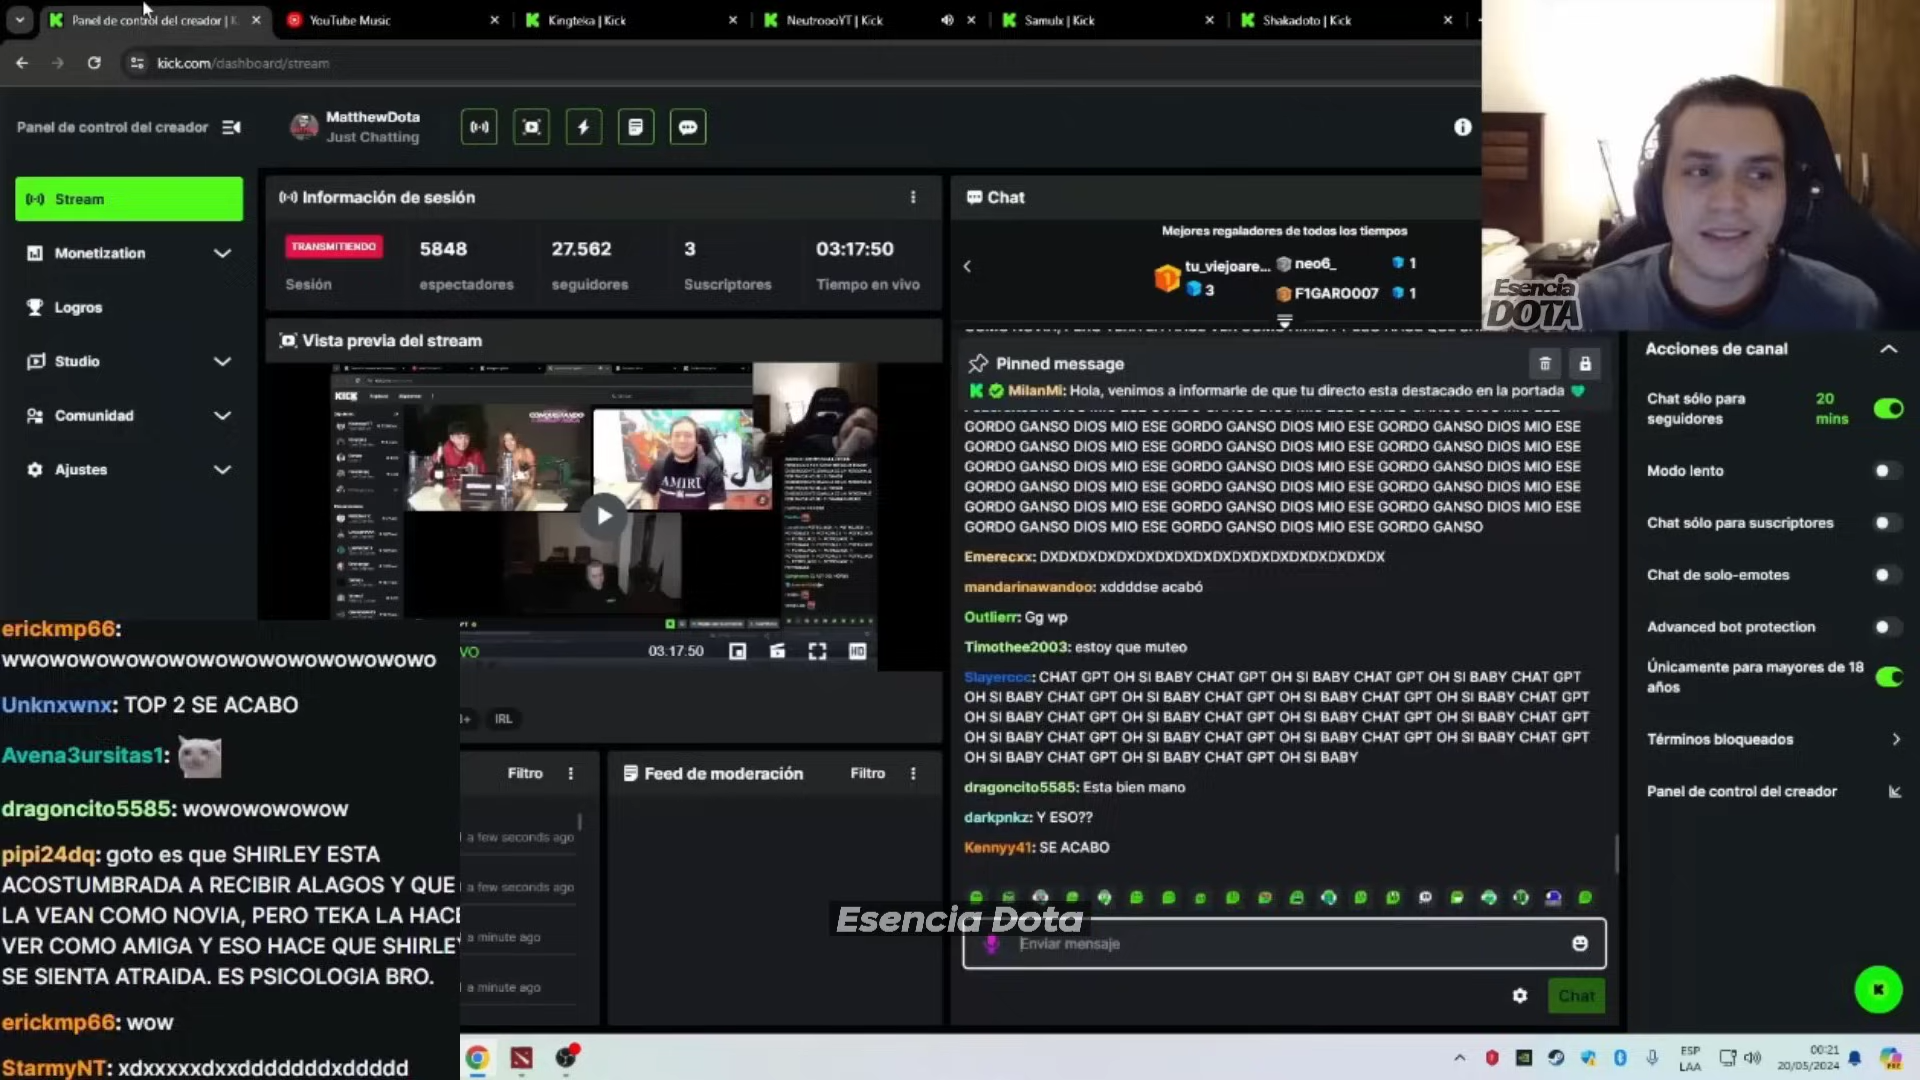 Panel de control del creador | K
YouTube Music
Kingteka | Kick
NeutroooYT | Kick
Samulx | Kick
Shakadoto | Kick
kick.com/dashboard/stream
Panel de control del creador
MatthewDota
Just Chatting
Stream
Monetization
Logros
Studio
Comunidad
Ajustes
Información de sesión
TRANSMITIENDO
5848
27.562
3
03:17:50
Sesión
espectadores
seguidores
Suscriptores
Tiempo en vivo
Vista previa del stream
KICK
AMIRI
VO
03:17:50
HD
IRL
Filtro
a few seconds ago
a few seconds ago
a minute ago
a minute ago
Feed de moderación
Filtro
Chat
Mejores regaladores de todos los tiempos
tu_viejoare...
3
neo6_
1
F1GARO007
1
Pinned message
MilanMi: Hola, venimos a informarle de que tu directo esta destacado en la portada
GORDO GANSO DIOS MIO ESE GORDO GANSO DIOS MIO ESE GORDO GANSO DIOS MIO ESE
GORDO GANSO DIOS MIO ESE GORDO GANSO DIOS MIO ESE GORDO GANSO DIOS MIO ESE
GORDO GANSO DIOS MIO ESE GORDO GANSO DIOS MIO ESE GORDO GANSO DIOS MIO ESE
GORDO GANSO DIOS MIO ESE GORDO GANSO DIOS MIO ESE GORDO GANSO DIOS MIO ESE
GORDO GANSO DIOS MIO ESE GORDO GANSO DIOS MIO ESE GORDO GANSO DIOS MIO ESE
GORDO GANSO DIOS MIO ESE GORDO GANSO DIOS MIO ESE GORDO GANSO
Emerecxx: DXDXDXDXDXDXDXDXDXDXDXDXDXDXDXDXDXDX
mandarinawandoo: xddddse acabó
Outlierr: Gg wp
Timothee2003: estoy que muteo
Slayerccc: CHAT GPT OH SI BABY CHAT GPT OH SI BABY CHAT GPT OH SI BABY CHAT GPT
OH SI BABY CHAT GPT OH SI BABY CHAT GPT OH SI BABY CHAT GPT OH SI BABY CHAT GPT
OH SI BABY CHAT GPT OH SI BABY CHAT GPT OH SI BABY CHAT GPT OH SI BABY CHAT GPT
OH SI BABY CHAT GPT OH SI BABY CHAT GPT OH SI BABY CHAT GPT OH SI BABY CHAT GPT
OH SI BABY CHAT GPT OH SI BABY CHAT GPT OH SI BABY
dragoncito5585: Esta bien mano
darkpnkz: Y ESO??
Kennyy41: SE ACABO
Esencia Dota
Enviar mensaje
Chat
Esencia
DOTA
Acciones de canal
Chat sólo para
seguidores
20
mins
Modo lento
Chat sólo para suscriptores
Chat de solo-emotes
Advanced bot protection
Únicamente para mayores de 18
años
Términos bloqueados
Panel de control del creador
erickmp66:
wwowowowowowowowowowowowowowo
Unknxwnx: TOP 2 SE ACABO
Avena3ursitas1:
dragoncito5585: wowowowowow
pipi24dq: goto es que SHIRLEY ESTA
ACOSTUMBRADA A RECIBIR ALAGOS Y QUE
LA VEAN COMO NOVIA, PERO TEKA LA HACE
VER COMO AMIGA Y ESO HACE QUE SHIRLEY
SE SIENTA ATRAIDA. ES PSICOLOGIA BRO.
erickmp66: wow
StarmyNT: xdxxxxxdxxdddddddxddddd
ESP
LAA
00:21
20/05/2024